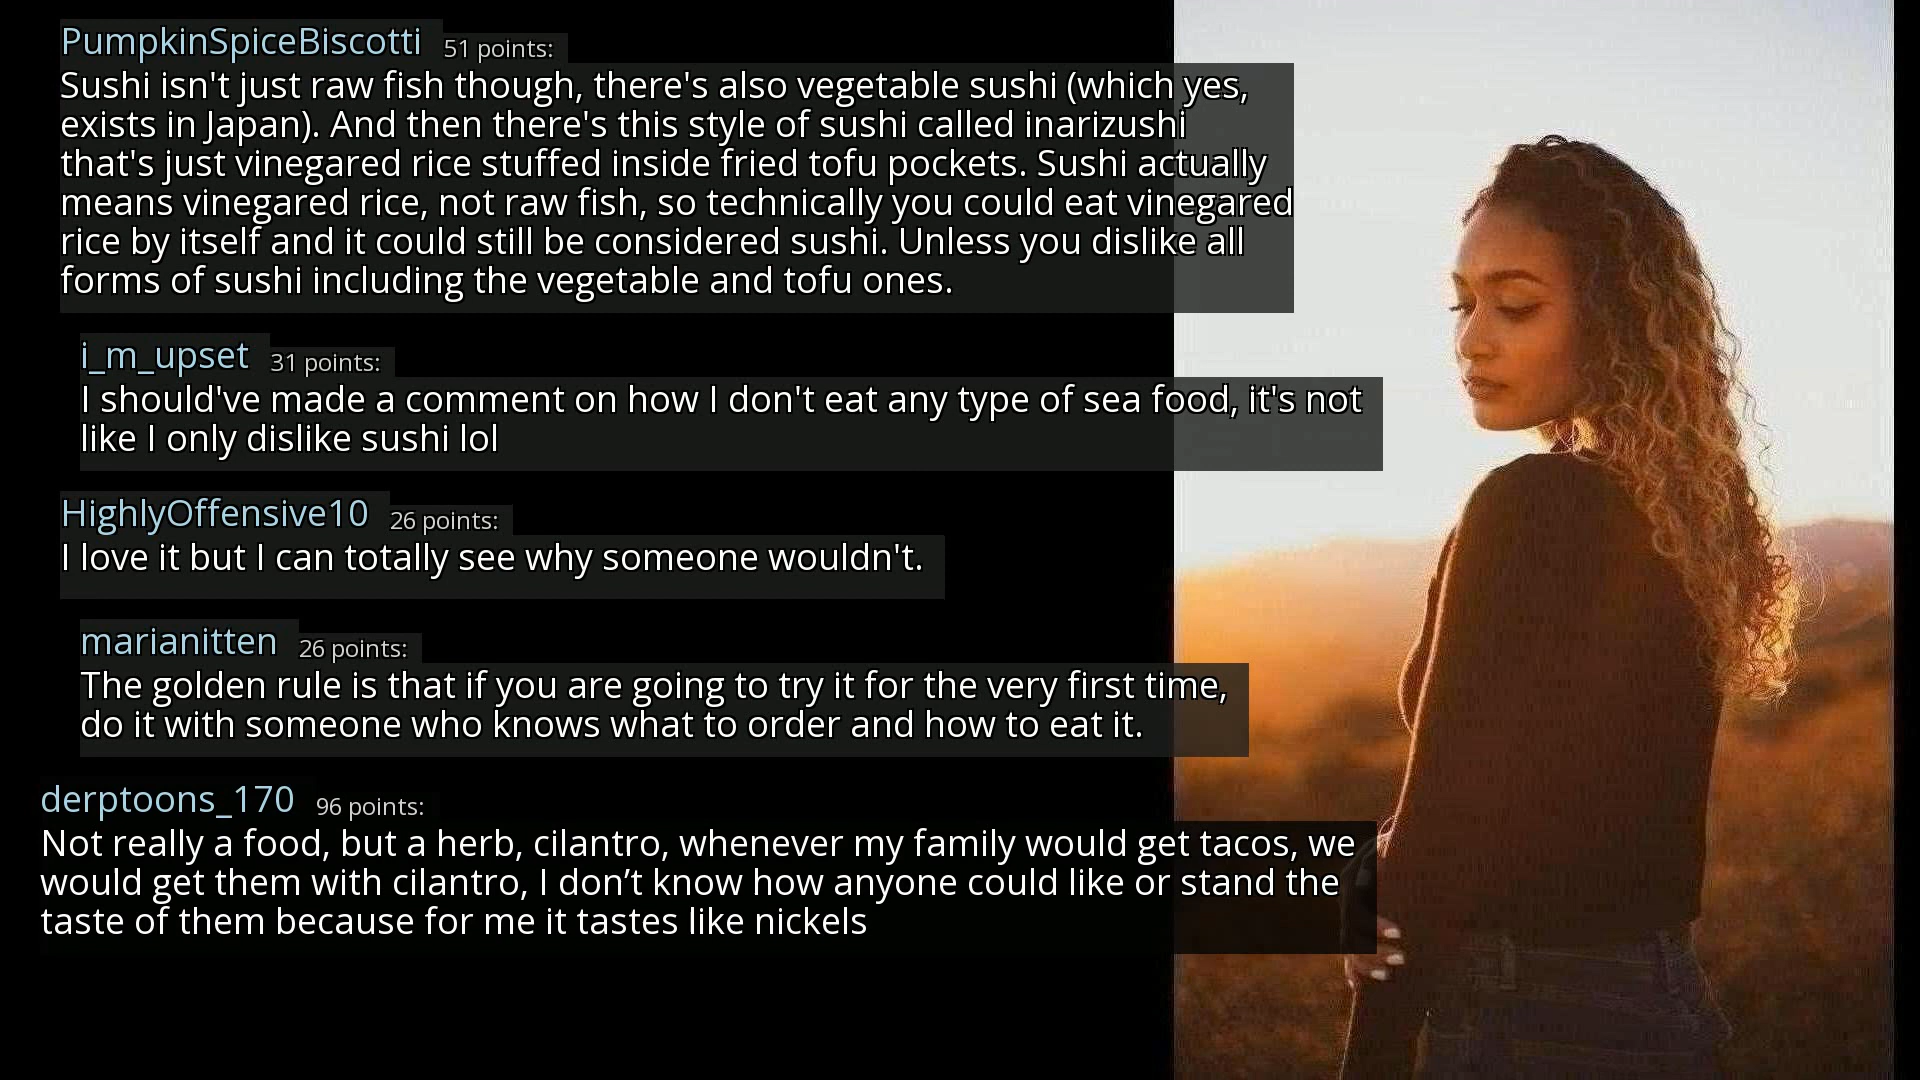 PumpkinSpiceBiscotti 51 points:
Sushi isn't just raw fish though, there's also vegetable sushi (which yes,
exists in Japan). And then there's this style of sushi called inarizushi
that's just vinegared rice stuffed inside fried tofu pockets. Sushi actually
means vinegared rice, not raw fish, so technically you could eat vinegared
rice by itself and it could still be considered sushi. Unless you dislike all
forms of sushi including the vegetable and tofu ones.
i_m_upset 31 points:
I should've made a comment on how I don't eat any type of sea food, it's not
like I only dislike sushi lol
HighlyOffensive10 26 points:
I love it but I can totally see why someone wouldn't.
marianitten 26 points:
The golden rule is that if you are going to try it for the very first time,
do it with someone who knows what to order and how to eat it.
derptoons_170 96 points:
Not really a food, but a herb, cilantro, whenever my family would get tacos, we
would get them with cilantro, I don’t know how anyone could like or stand the
taste of them because for me it tastes like nickels